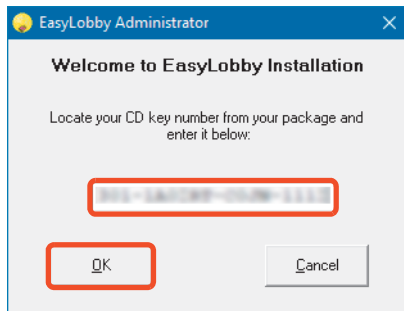 EasyLobby Administrator
Welcome to EasyLobby Installation
Locate your CD key number from your package and
enter it below:
OK
Cancel